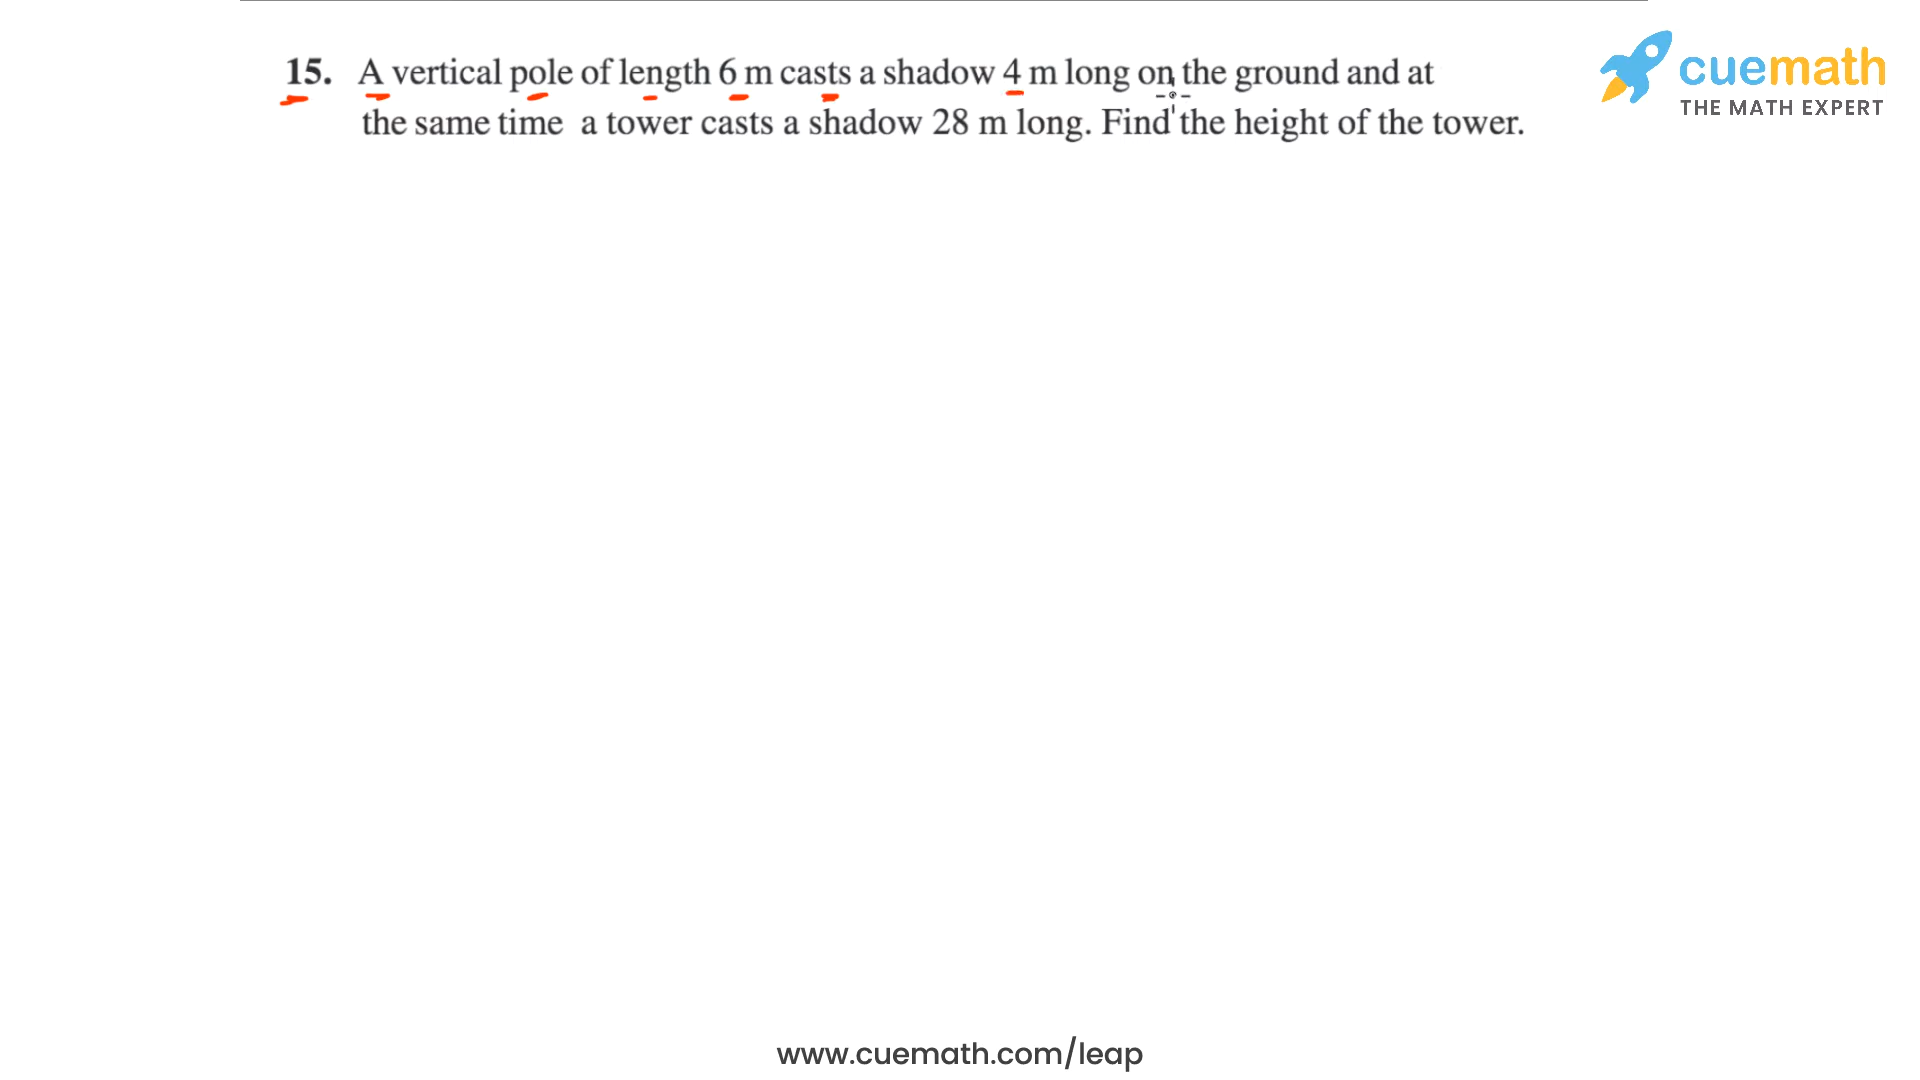 15. A vertical pole of length 6 m casts a shadow 4 m long on the ground and at
the same time a tower casts a shadow 28 m long. Find the height of the tower.
cuemath
THE MATH EXPERT
www.cuemath.com/leap